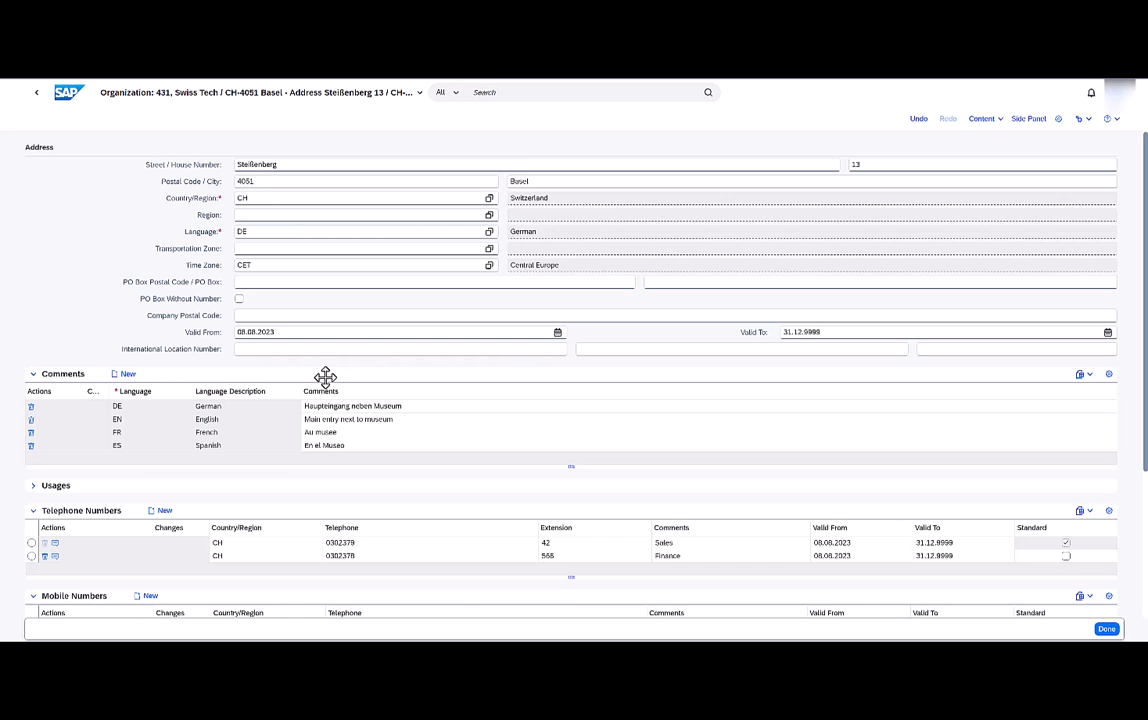 SAP Organization: 431, Swiss Tech / CH-4051 Basel - Address Steißenberg 13 / CH-... All Search
Undo Redo Content Side Panel
Address
Street / House Number: Steißenberg 13
Postal Code / City: 4051 Basel
Country/Region:* CH Switzerland
Region:
Language:* DE German
Transportation Zone:
Time Zone: CET Central Europe
PO Box Postal Code / PO Box:
PO Box Without Number:
Company Postal Code:
Valid From: 08.08.2023 Valid To: 31.12.9999
International Location Number:
Comments New
Actions C... * Language Language Description Comments
DE German Haupteingang neben Museum
EN English Main entry next to museum
FR French Au musee
ES Spanish En el Museo
Usages
Telephone Numbers New
Actions Changes Country/Region Telephone Extension Comments Valid From Valid To Standard
CH 0302379 42 Sales 08.08.2023 31.12.9999
CH 0302378 566 Finance 08.08.2023 31.12.9999
Mobile Numbers New
Actions Changes Country/Region Telephone Comments Valid From Valid To Standard
Done